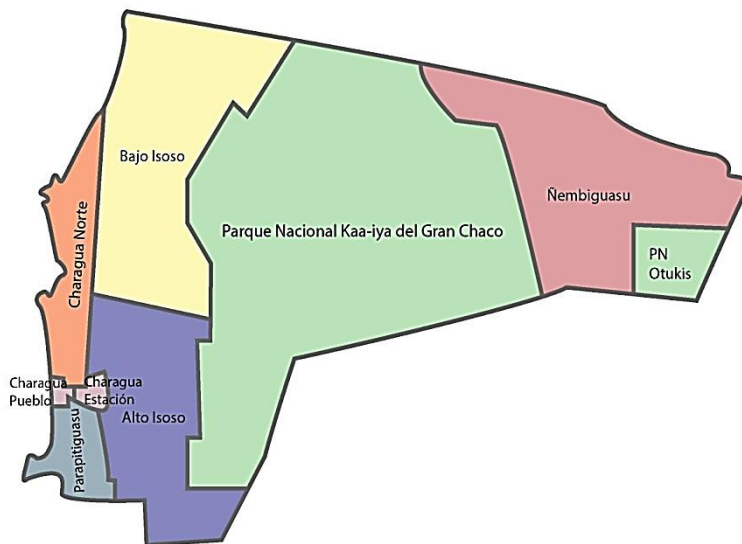 Bajo Isoso
Ñembiguasu
Parque Nacional Kaa-iya del Gran Chaco
PN
Otukis
Charagua Norte
Charagua
Pueblo
Charagua
Estación
Alto Isoso
Parapitiguasu